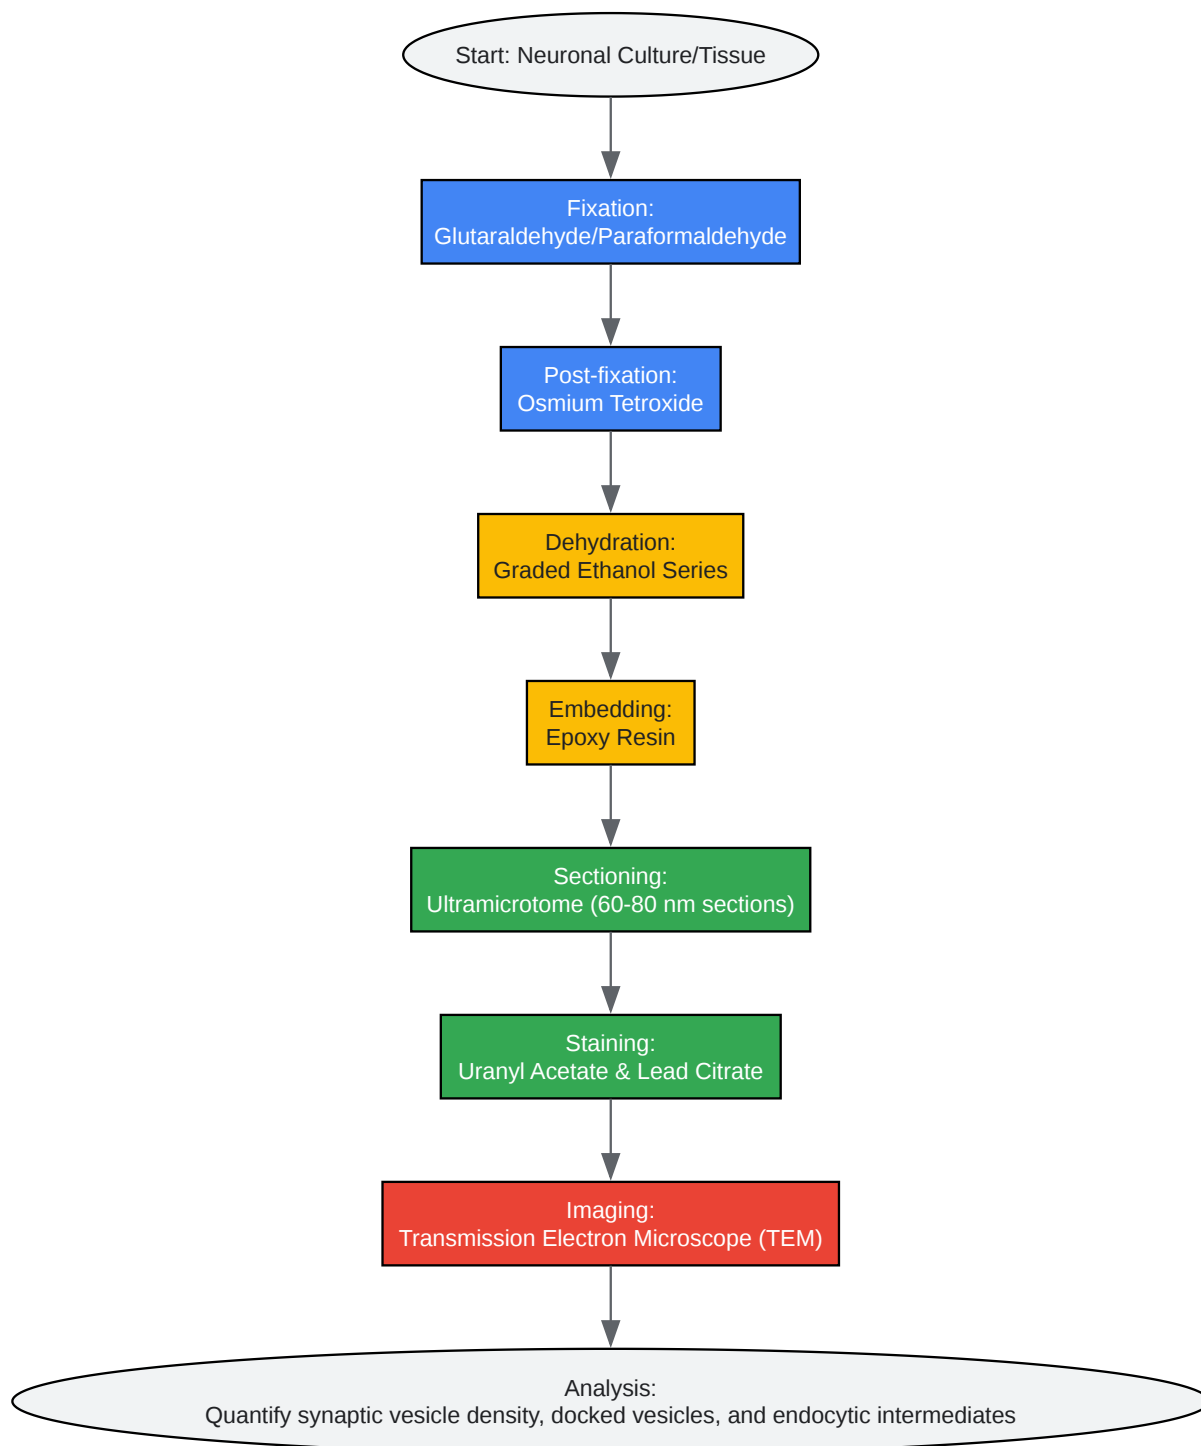 Start: Neuronal Culture/Tissue
Fixation:
Glutaraldehyde/Paraformaldehyde
Post-fixation:
Osmium Tetroxide
Dehydration:
Graded Ethanol Series
Embedding:
Epoxy Resin
Sectioning:
Ultramicrotome (60-80 nm sections)
Staining:
Uranyl Acetate & Lead Citrate
Imaging:
Transmission Electron Microscope (TEM)
Analysis:
Quantify synaptic vesicle density, docked vesicles, and endocytic intermediates